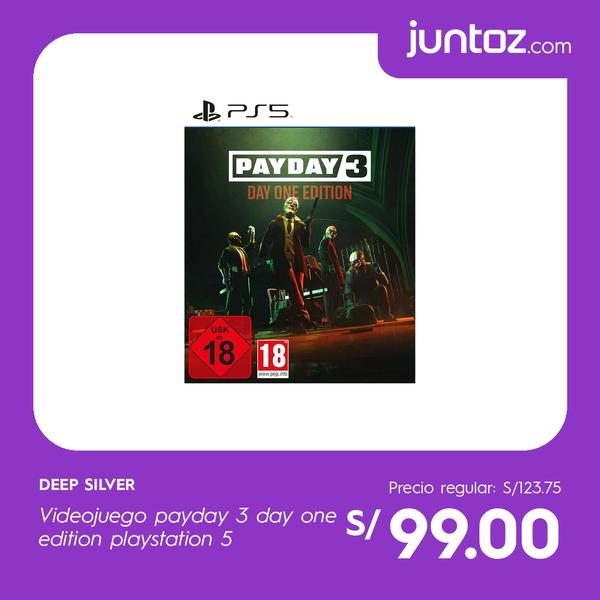 juntoz.com
PS5
PAYDAY 3
DAY ONE EDITION
USK
ab
18
18
www.pegi.info
DEEP SILVER
Precio regular: S/123.75
Videojuego payday 3 day one
edition playstation 5
S/99.00